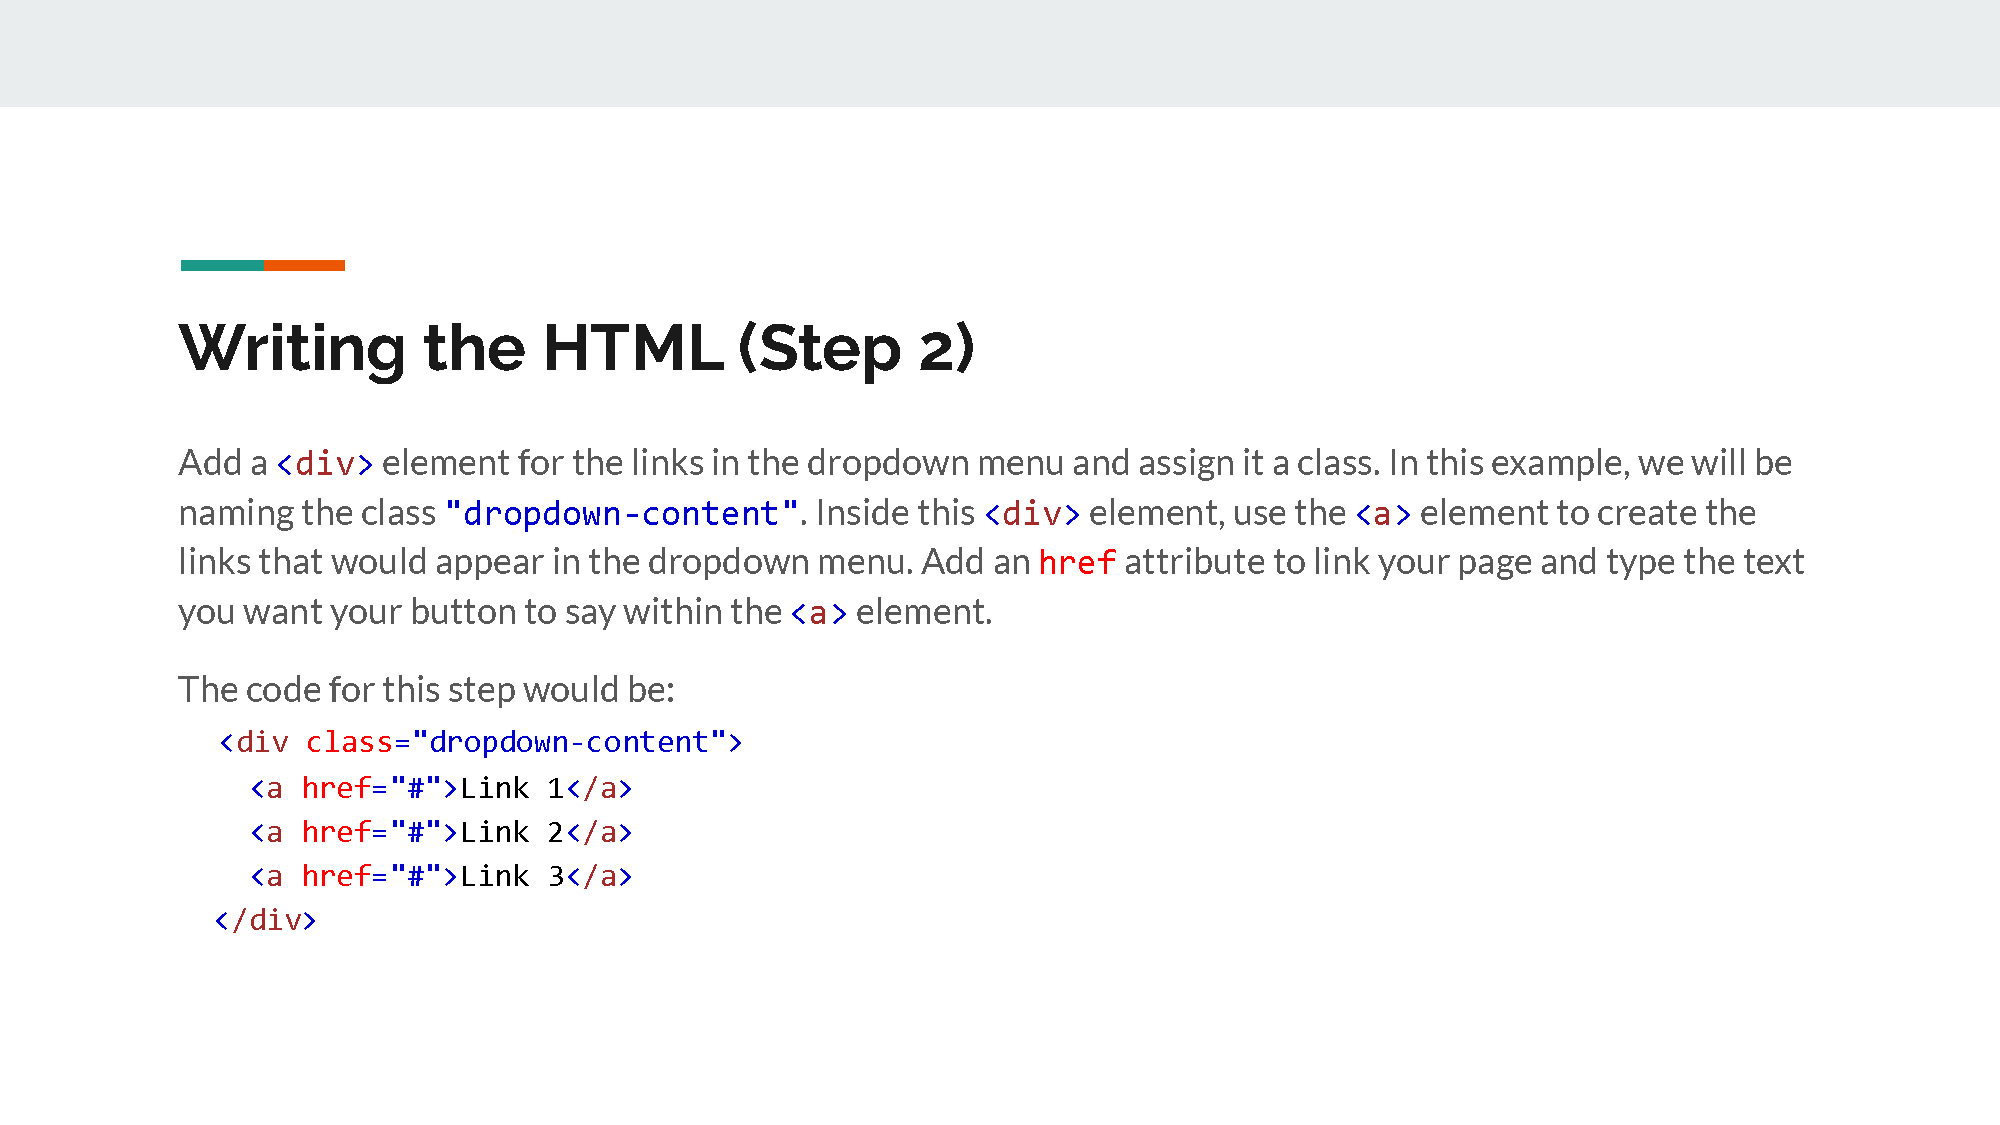 Writing the HTML (Step 2)
Add a <div> element for the links in the dropdown menu and assign it a class. In this example, we will be
naming the class "dropdown-content". Inside this <div> element, use the <a> element to create the
links that would appear in the dropdown menu. Add an href attribute to link your page and type the text
you want your button to say within the <a> element.
The code for this step would be:
<div class="dropdown-content">
<a href="#">Link 1</a>
<a href="#">Link 2</a>
<a href="#">Link 3</a>
</div>